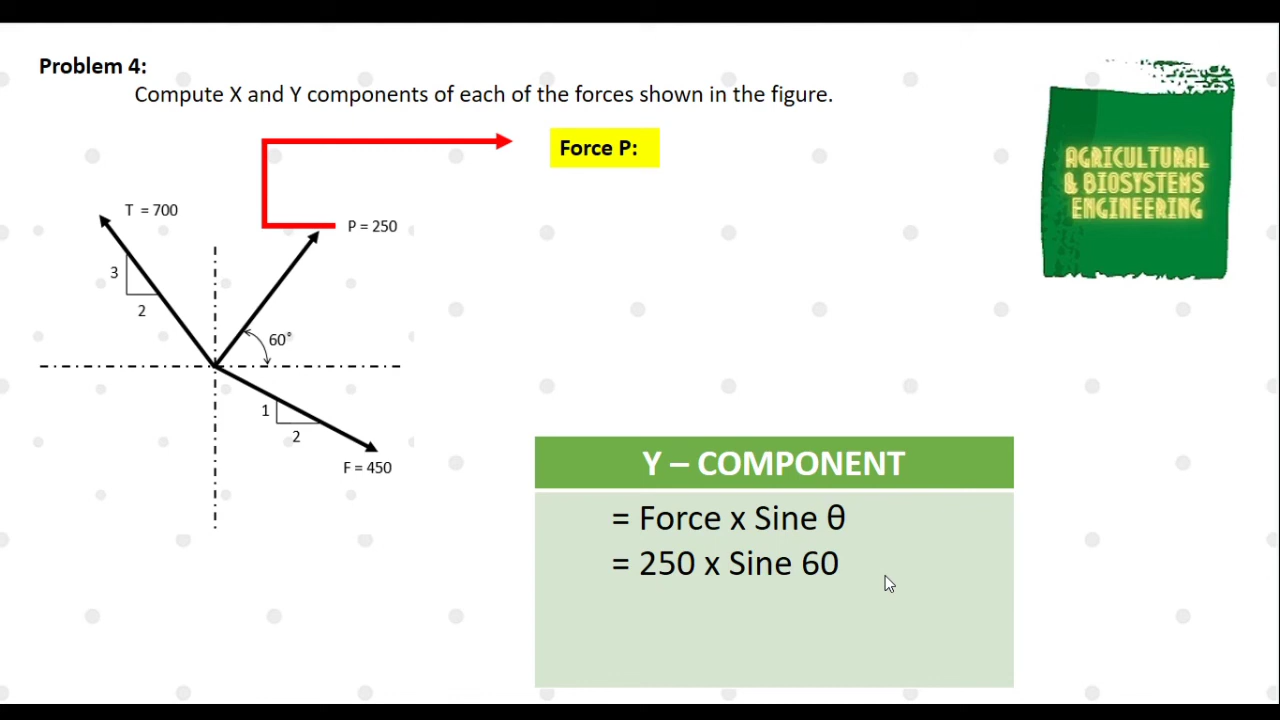 Problem 4:
Compute X and Y components of each of the forces shown in the figure.
Force P:
AGRICULTURAL
& BIOSYSTEMS
ENGINEERING
T = 700
P = 250
3
2
60°
1
2
F = 450
Y – COMPONENT
= Force x Sine θ
= 250 x Sine 60